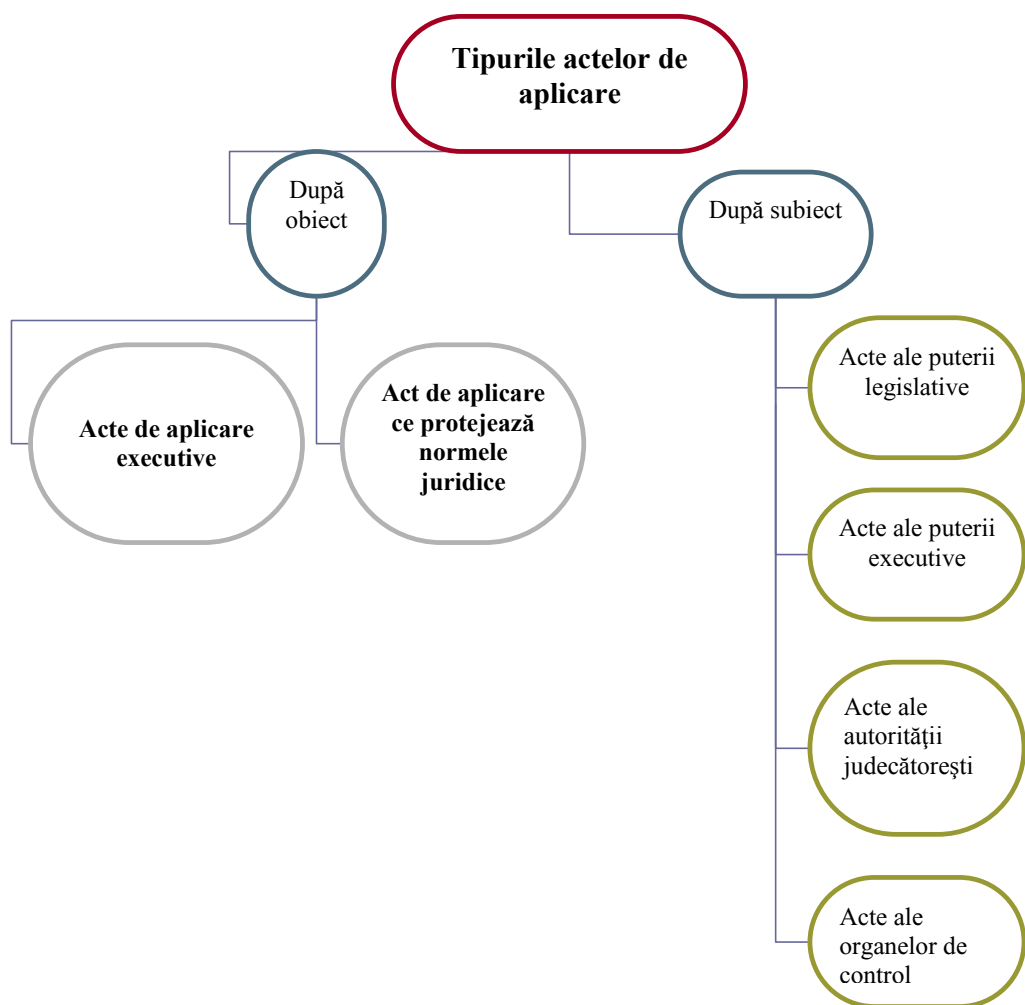 Tipurile actelor de
aplicare
După
obiect
După subiect
Acte de aplicare
executive
Act de aplicare
ce protejează
normele
juridice
Acte ale puterii
legislative
Acte ale puterii
executive
Acte ale
autorităţii
judecătoreşti
Acte ale
organelor de
control